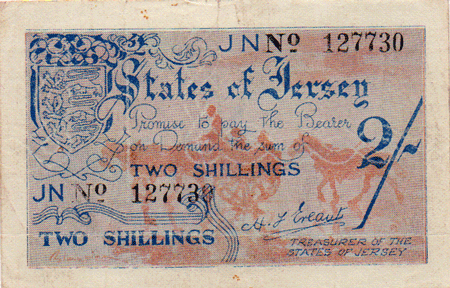 JN No 127730
States of Jersey
Promise to pay the Bearer
on Demand the sum of
2/-
TWO SHILLINGS
JN No 127730
H. F. Ereaut
TWO SHILLINGS
TREASURER OF THE
STATES OF JERSEY